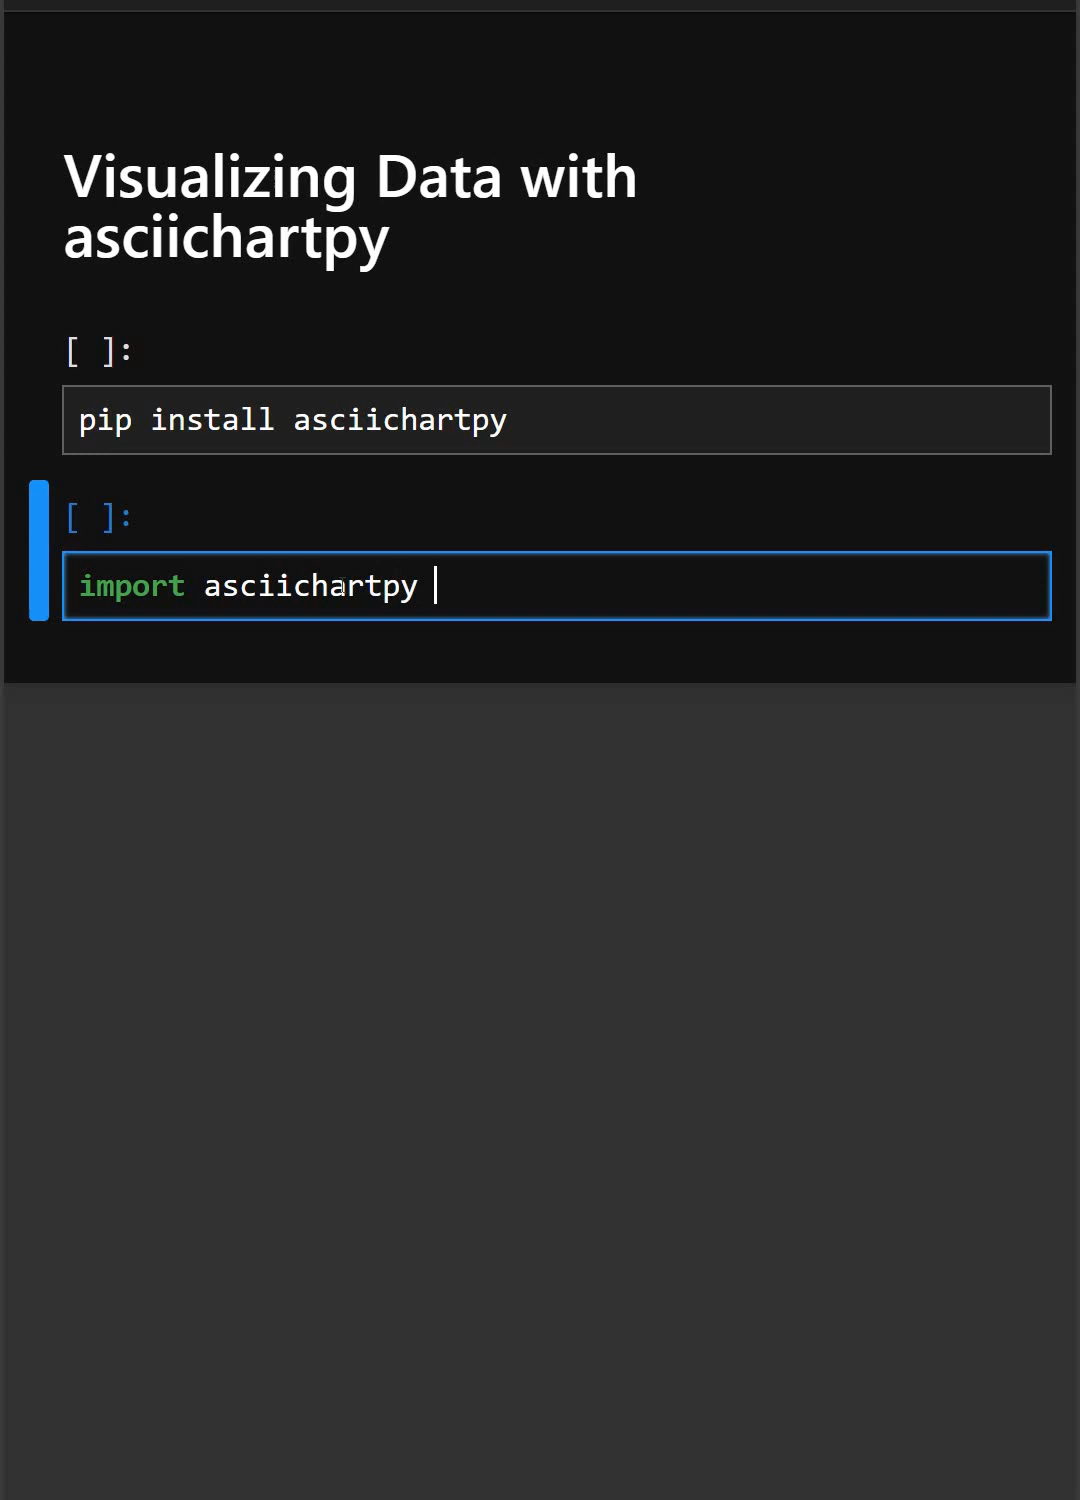 Visualizing Data with
asciichartpy
[ ]:
pip install asciichartpy
[ ]:
import asciichartpy